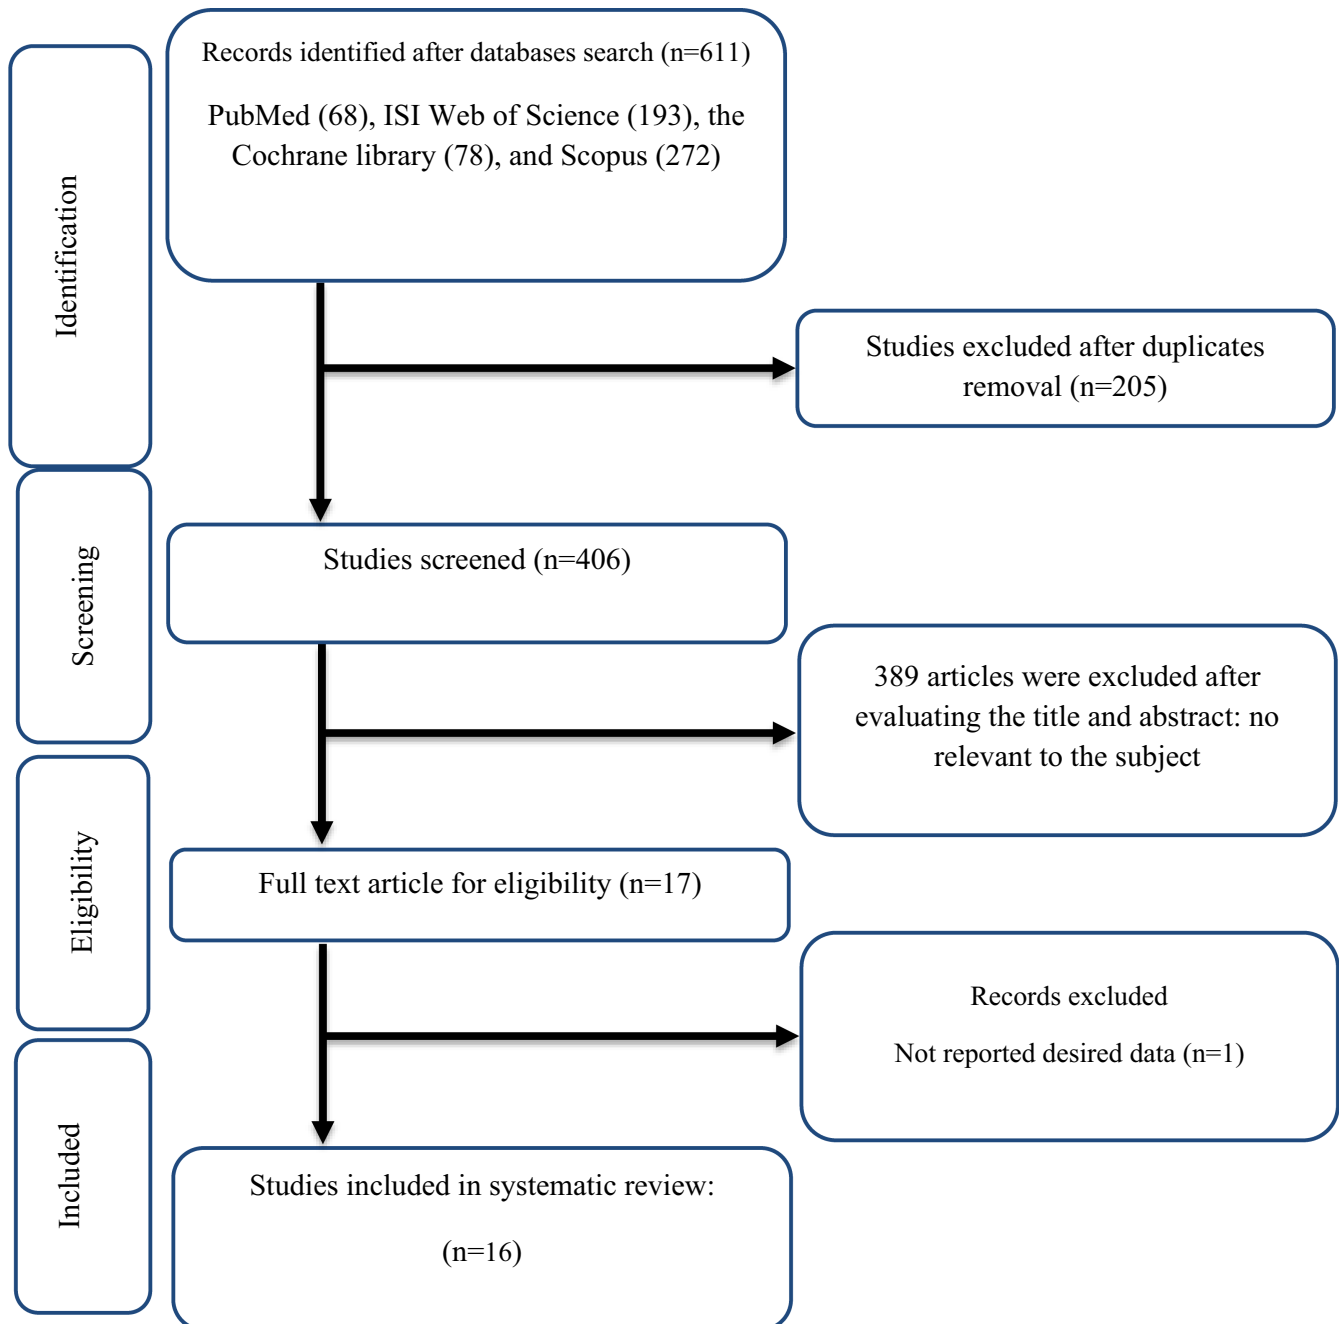 Identification
Records identified after databases search (n=611)
PubMed (68), ISI Web of Science (193), the
Cochrane library (78), and Scopus (272)
Studies excluded after duplicates
removal (n=205)
Screening
Studies screened (n=406)
389 articles were excluded after
evaluating the title and abstract: no
relevant to the subject
Eligibility
Full text article for eligibility (n=17)
Records excluded
Not reported desired data (n=1)
Included
Studies included in systematic review:
(n=16)